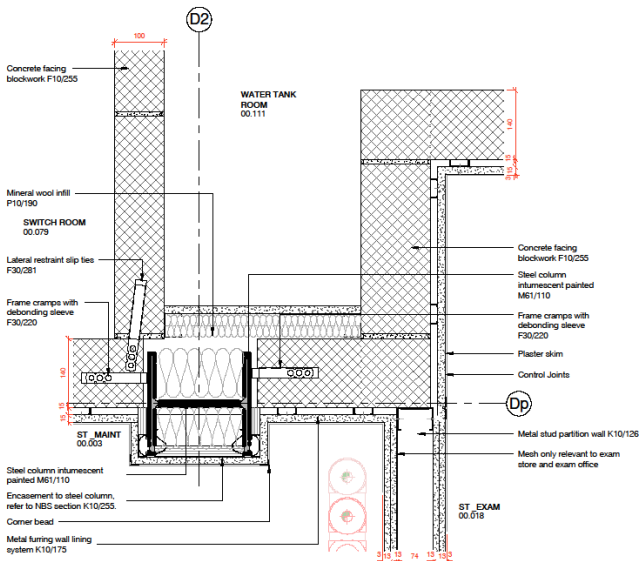 D2
100
Concrete facing
blockwork F10/255
WATER TANK
ROOM
00.111
140
15
15
3
Mineral wool infill
P10/190
SWITCH ROOM
00.079
Lateral restraint slip ties
F30/281
Frame cramps with
debonding sleeve
F30/220
Concrete facing
blockwork F10/255
Steel column
intumescent painted
M61/110
Frame cramps with
debonding sleeve
F30/220
Plaster skim
Control Joints
140
15
15
Dp
ST_MAINT
00.003
Metal stud partition wall K10/126
Mesh only relevant to exam
store and exam office
Steel column intumescent
painted M61/110
Encasement to steel column,
refer to NBS section K10/255.
Corner bead
Metal furring wall lining
system K10/175
ST_EXAM
00.018
3 13 74 13 3